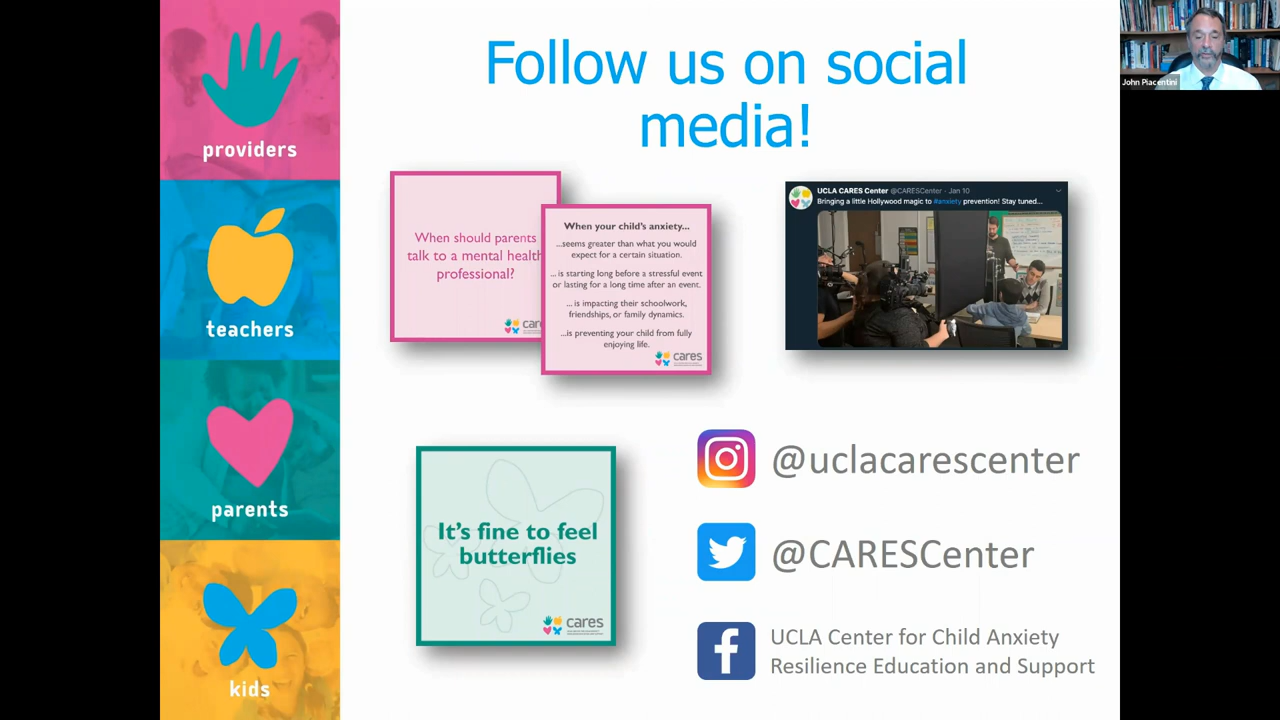 providers
teachers
parents
kids
Follow us on social
media!
When should parents
talk to a mental health
professional?
When your child's anxiety...
...seems greater than what you would
expect for a certain situation.
... is starting long before a stressful event
or lasting for a long time after an event.
... is impacting their schoolwork,
friendships, or family dynamics.
...is preventing your child from fully
enjoying life.
cares
UCLA CARES Center @CARESCenter · Jan 10
Bringing a little Hollywood magic to #anxiety prevention! Stay tuned...
It's fine to feel
butterflies
cares
@uclacarescenter
@CARESCenter
UCLA Center for Child Anxiety
Resilience Education and Support
John Piacentini